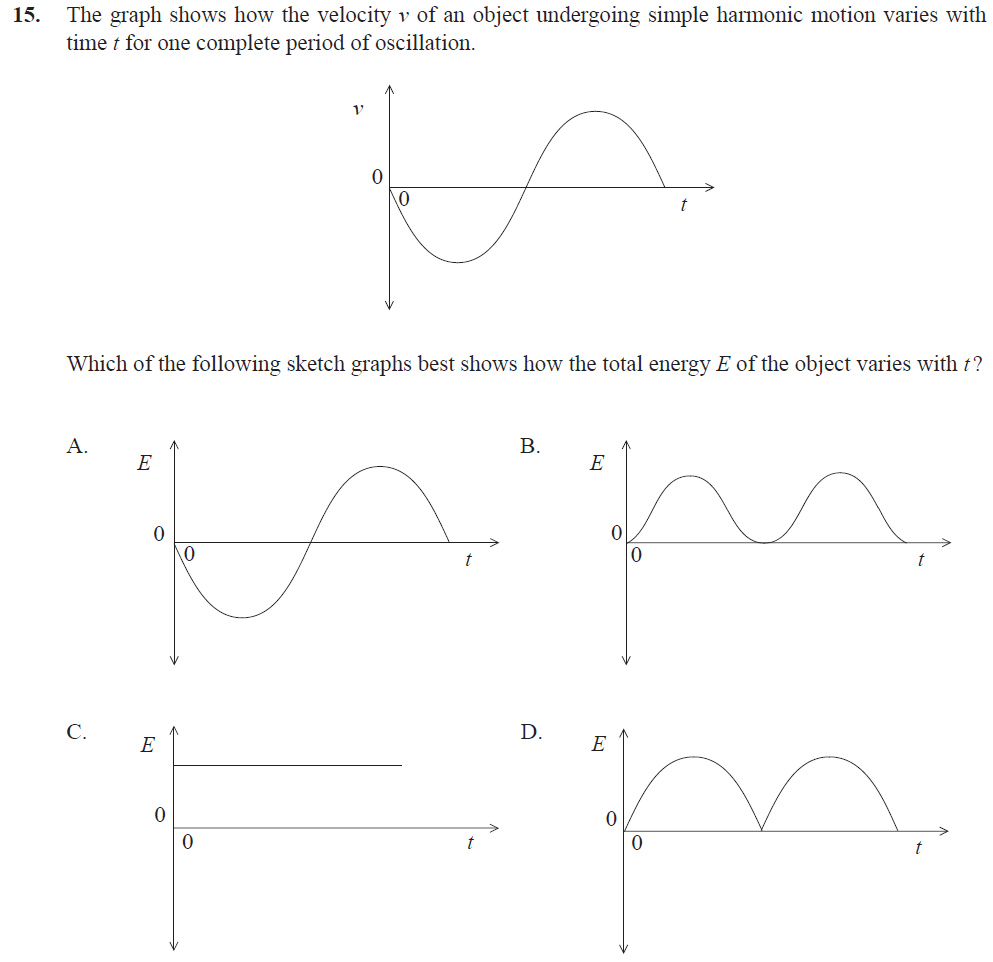 15. The graph shows how the velocity v of an object undergoing simple harmonic motion varies with
time t for one complete period of oscillation.
v
0
0
t
Which of the following sketch graphs best shows how the total energy E of the object varies with t?
A.
E
0
0
t
B.
E
0
0
t
C.
E
0
0
t
D.
E
0
0
t